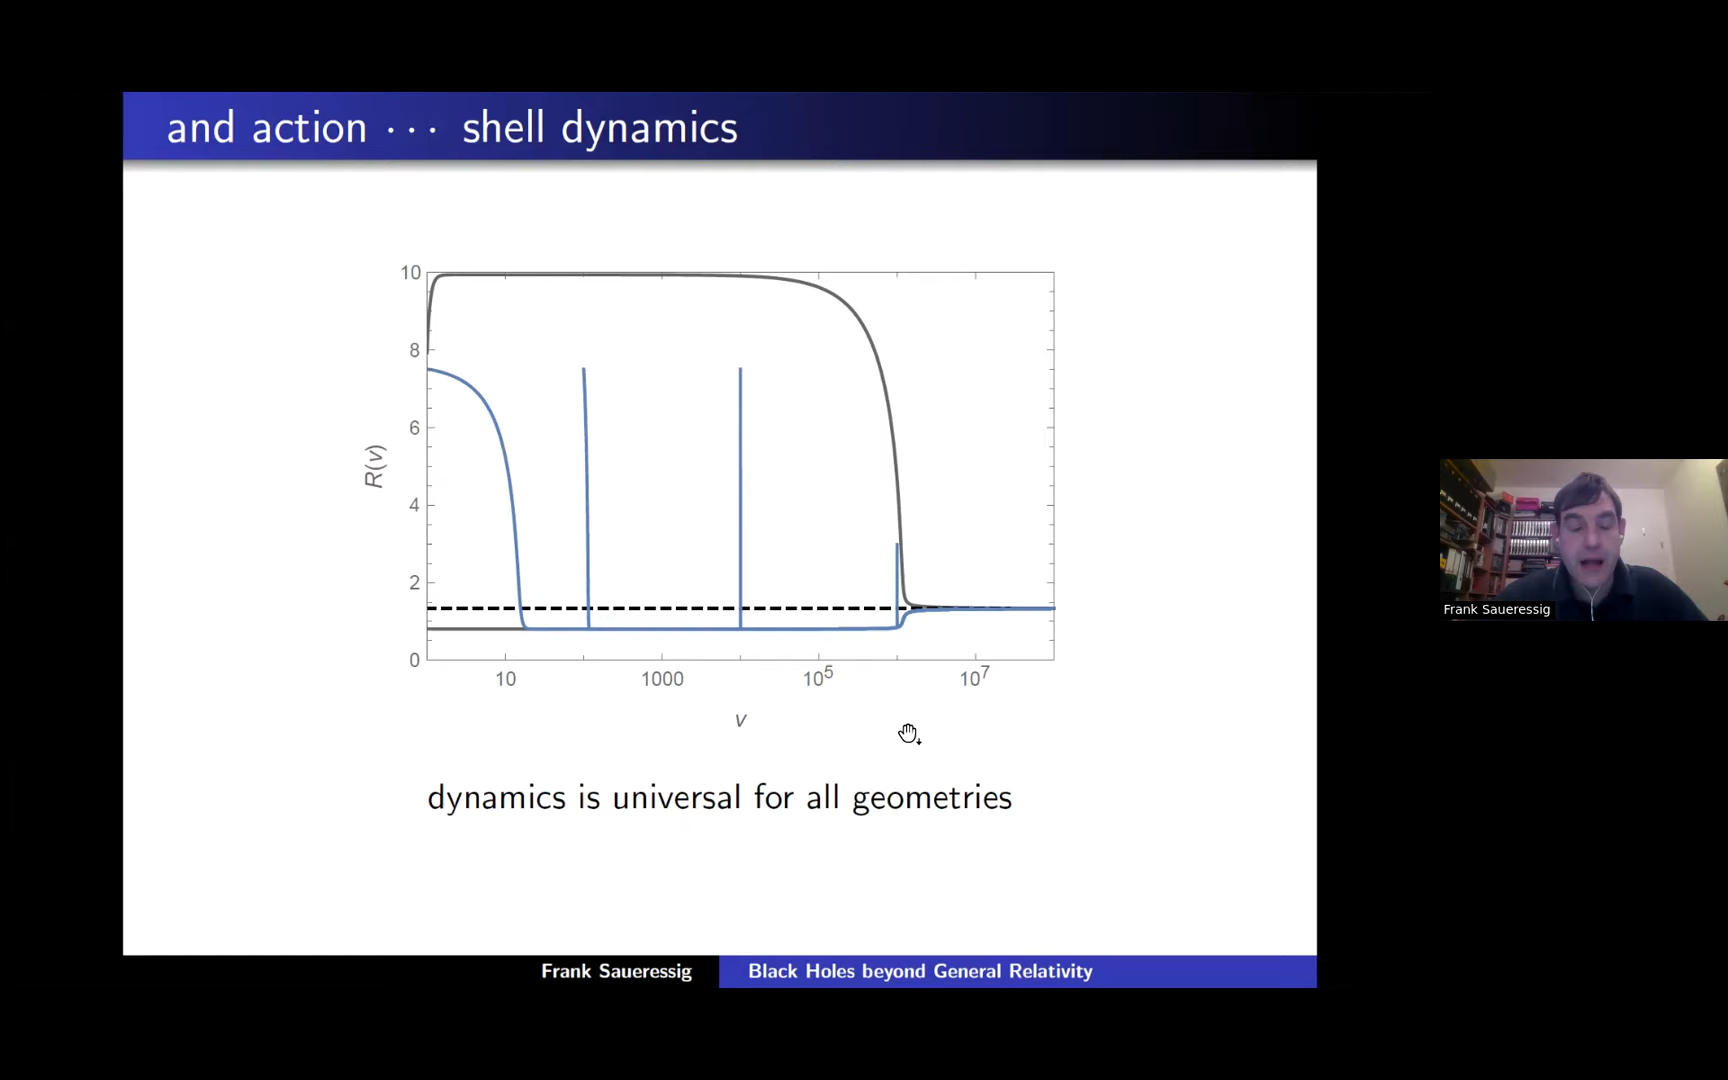 and action ··· shell dynamics
10
8
6
4
2
0
R(v)
10 1000 10^5 10^7
v
dynamics is universal for all geometries
Frank Saueressig
Frank Saueressig Black Holes beyond General Relativity